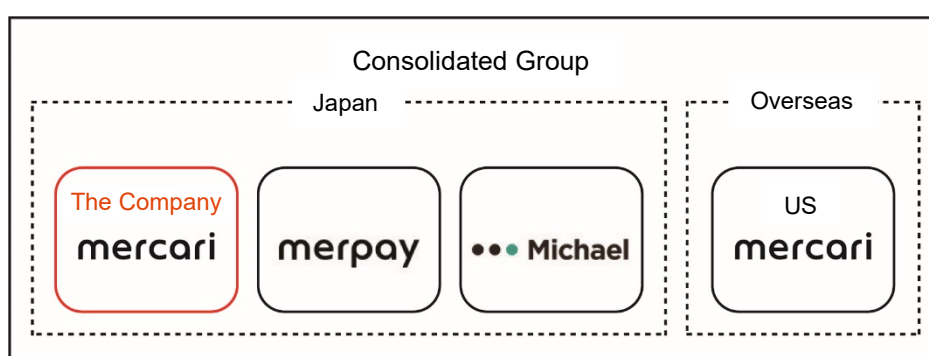 Consolidated Group
Japan
Overseas
The Company
mercari
merpay
Michael
US
mercari